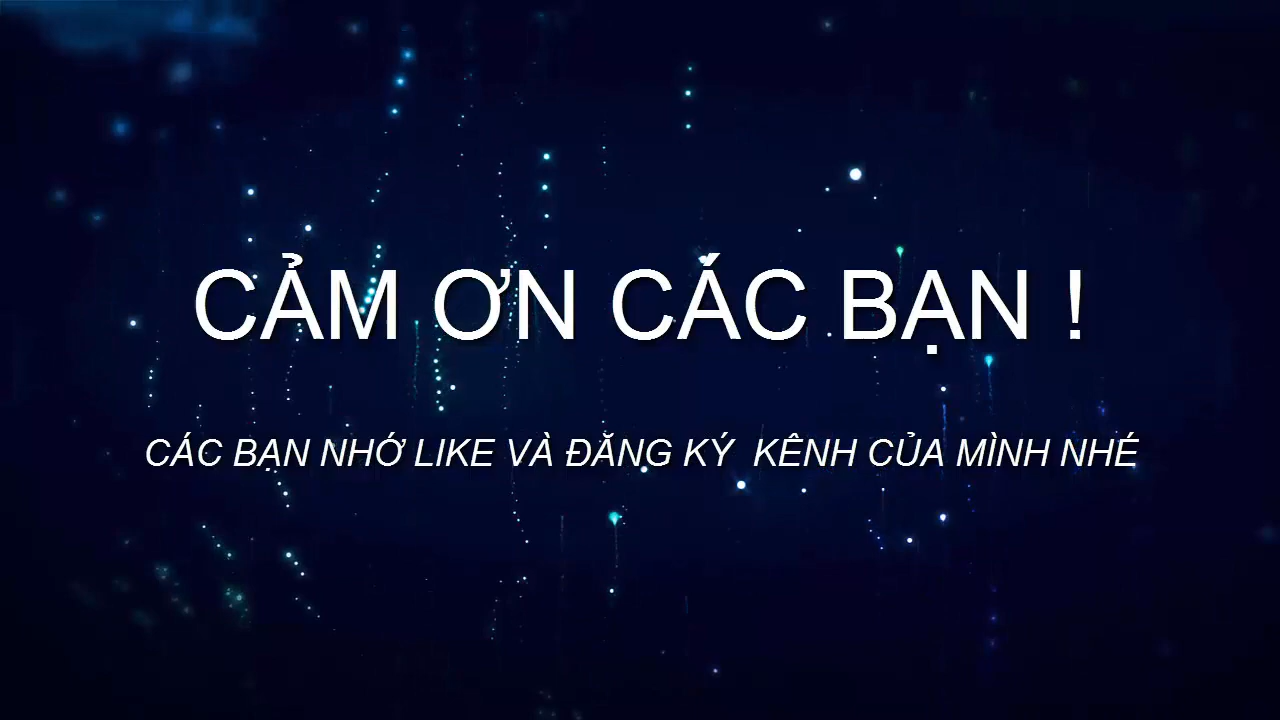 CẢM ƠN CÁC BẠN !
CÁC BẠN NHỚ LIKE VÀ ĐĂNG KÝ KÊNH CỦA MÌNH NHÉ